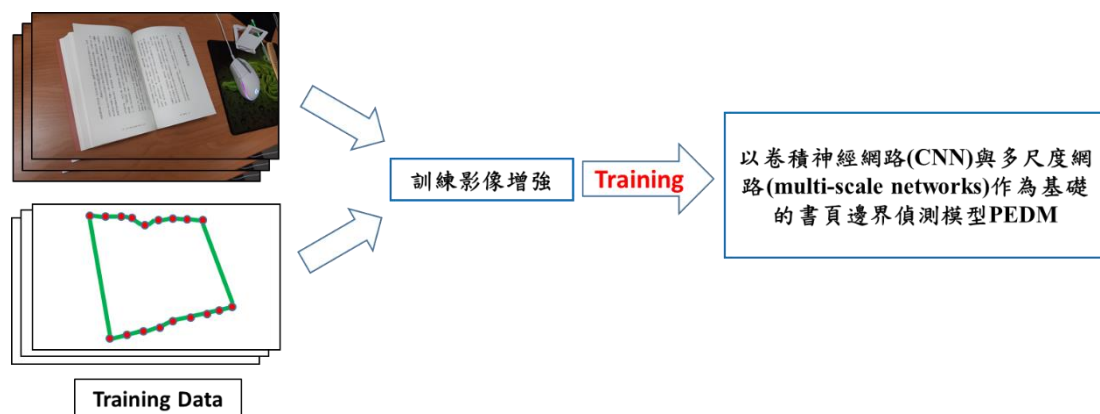 訓練影像增強
Training
以卷積神經網路(CNN)與多尺度網
路(multi-scale networks)作為基礎
的書頁邊界偵測模型PEDM
Training Data